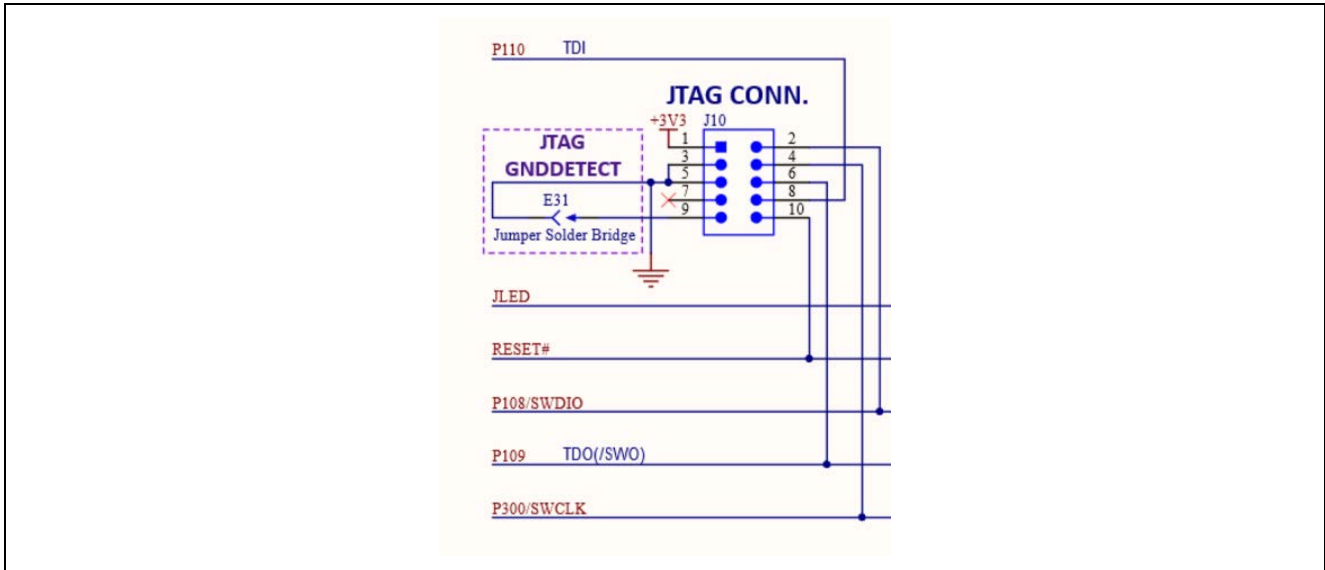 P110 TDI
JTAG CONN.
+3V3 J10
JTAG
GNDDETECT
1 2
3 4
5 6
7 8
9 10
E31
Jumper Solder Bridge
JLED
RESET#
P108/SWDIO
P109 TDO(/SWO)
P300/SWCLK